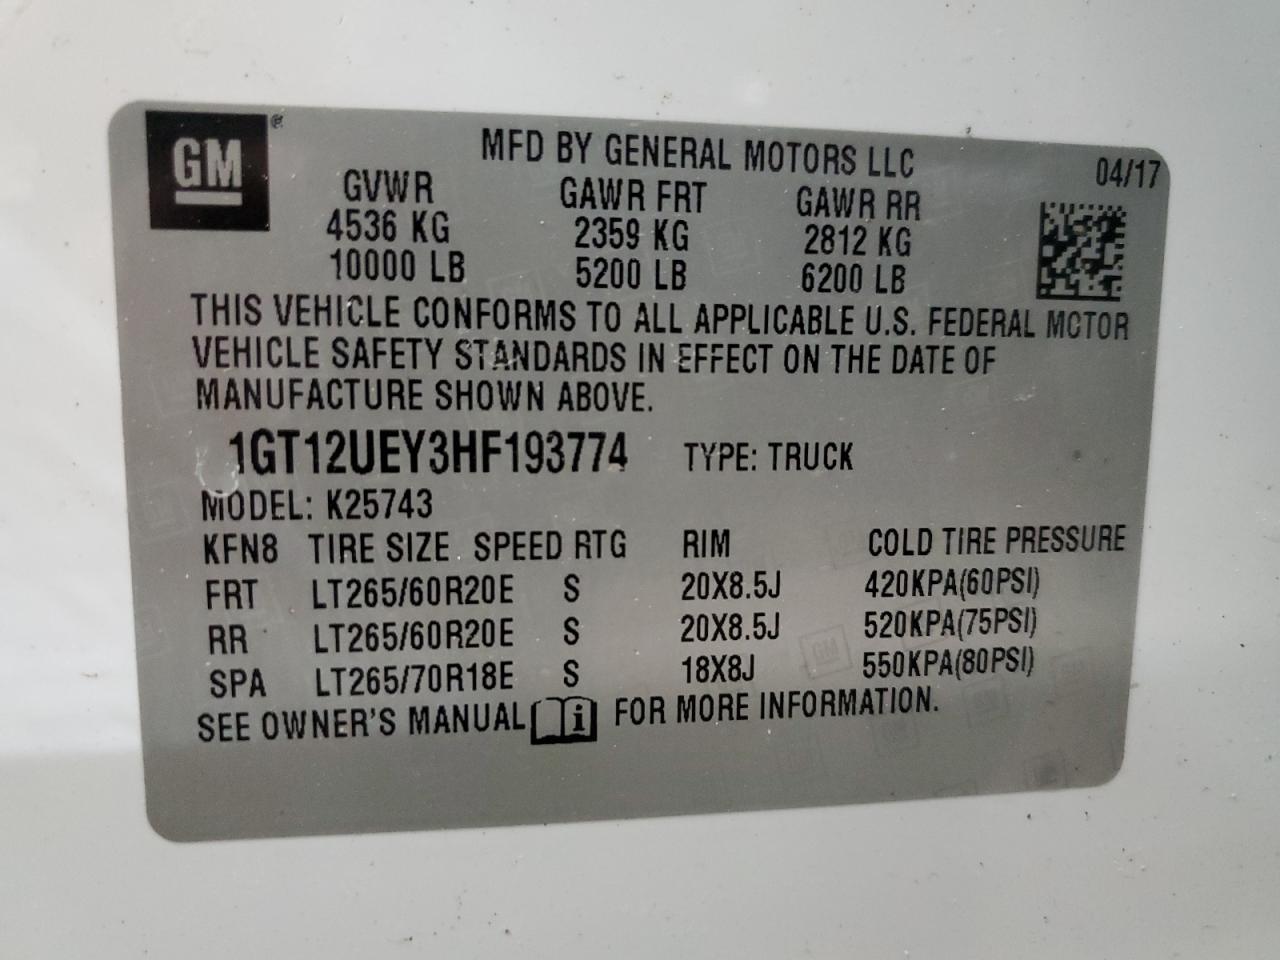 GM ® MFD BY GENERAL MOTORS LLC 04/17
GVWR GAWR FRT GAWR RR
4536 KG 2359 KG 2812 KG
10000 LB 5200 LB 6200 LB
THIS VEHICLE CONFORMS TO ALL APPLICABLE U.S. FEDERAL MOTOR
VEHICLE SAFETY STANDARDS IN EFFECT ON THE DATE OF
MANUFACTURE SHOWN ABOVE.
1GT12UEY3HF193774 TYPE: TRUCK
MODEL: K25743
KFN8 TIRE SIZE SPEED RTG RIM COLD TIRE PRESSURE
FRT LT265/60R20E S 20X8.5J 420KPA(60PSI)
RR LT265/60R20E S 20X8.5J 520KPA(75PSI)
SPA LT265/70R18E S 18X8J 550KPA(80PSI)
SEE OWNER'S MANUAL i FOR MORE INFORMATION.